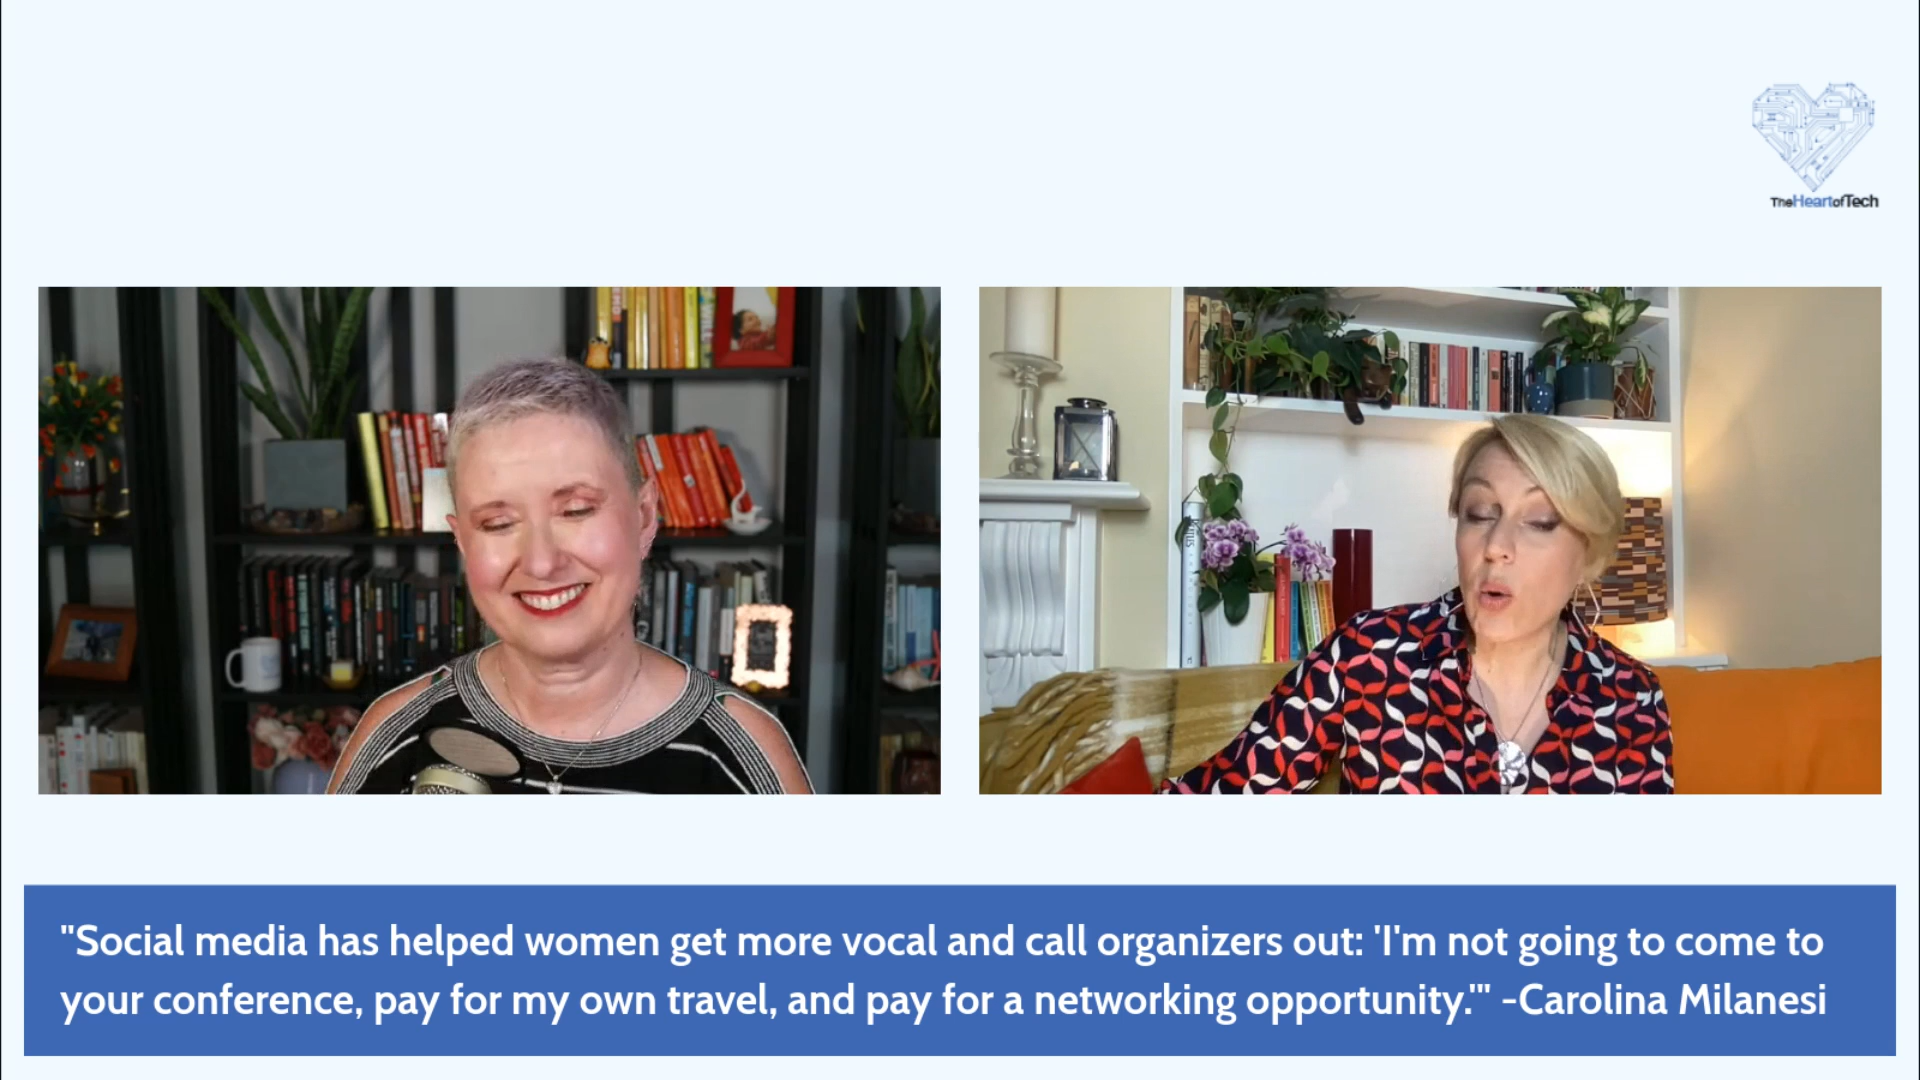 TheHeartofTech
"Social media has helped women get more vocal and call organizers out: 'I'm not going to come to
your conference, pay for my own travel, and pay for a networking opportunity.'" -Carolina Milanesi